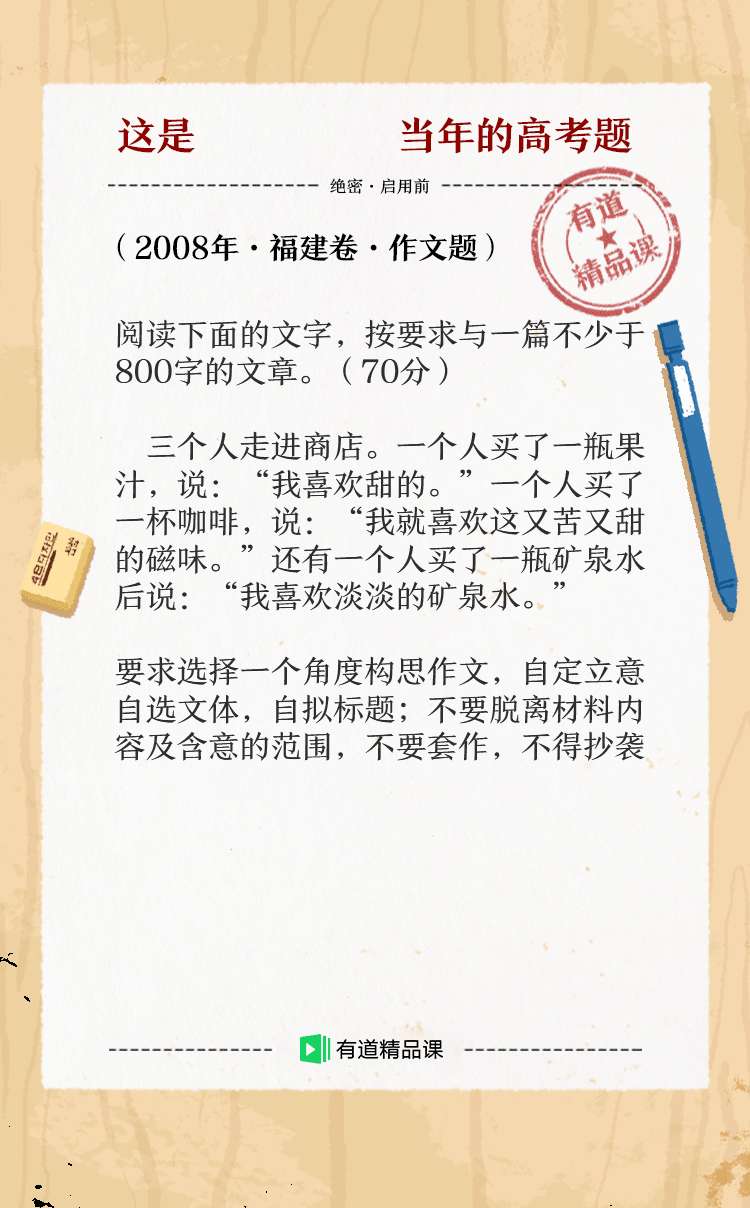 这是 当年的高考题
绝密·启用前
有道
精品课
(2008年·福建卷·作文题)
阅读下面的文字，按要求与一篇不少于
800字的文章。(70分)
三个人走进商店。一个人买了一瓶果
汁，说：“我喜欢甜的。”一个人买了
一杯咖啡，说：“我就喜欢这又苦又甜
的磁味。”还有一个人买了一瓶矿泉水
后说：“我喜欢淡淡的矿泉水。”
要求选择一个角度构思作文，自定立意
自选文体，自拟标题；不要脱离材料内
容及含意的范围，不要套作，不得抄袭
有道精品课